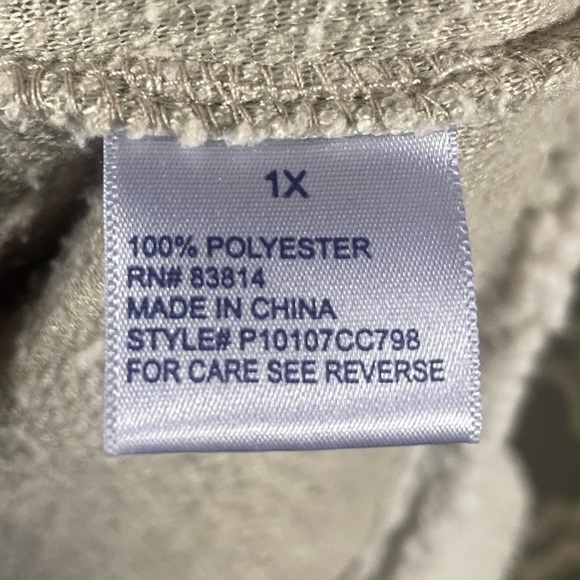 1X
100% POLYESTER
RN# 83814
MADE IN CHINA
STYLE# P10107CC798
FOR CARE SEE REVERSE